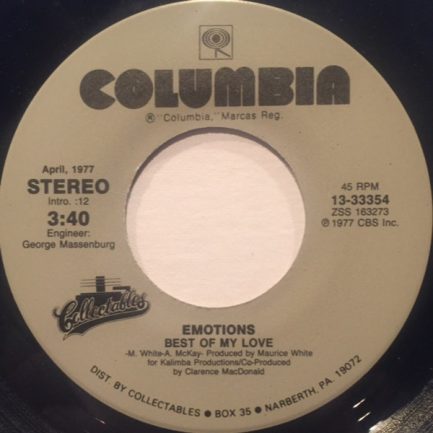 COLUMBIA
® "Columbia," Marcas Reg.
April, 1977
STEREO
Intro. :12
3:40
Engineer:
George Massenburg
45 RPM
13-33354
ZSS 163273
℗ 1977 CBS Inc.
Collectables
EMOTIONS
BEST OF MY LOVE
-M. White-A. McKay- Produced by Maurice White
for Kalimba Productions/Co-Produced
by Clarence MacDonald
DIST. BY COLLECTABLES ● BOX 35 ● NARBERTH, PA. 19072